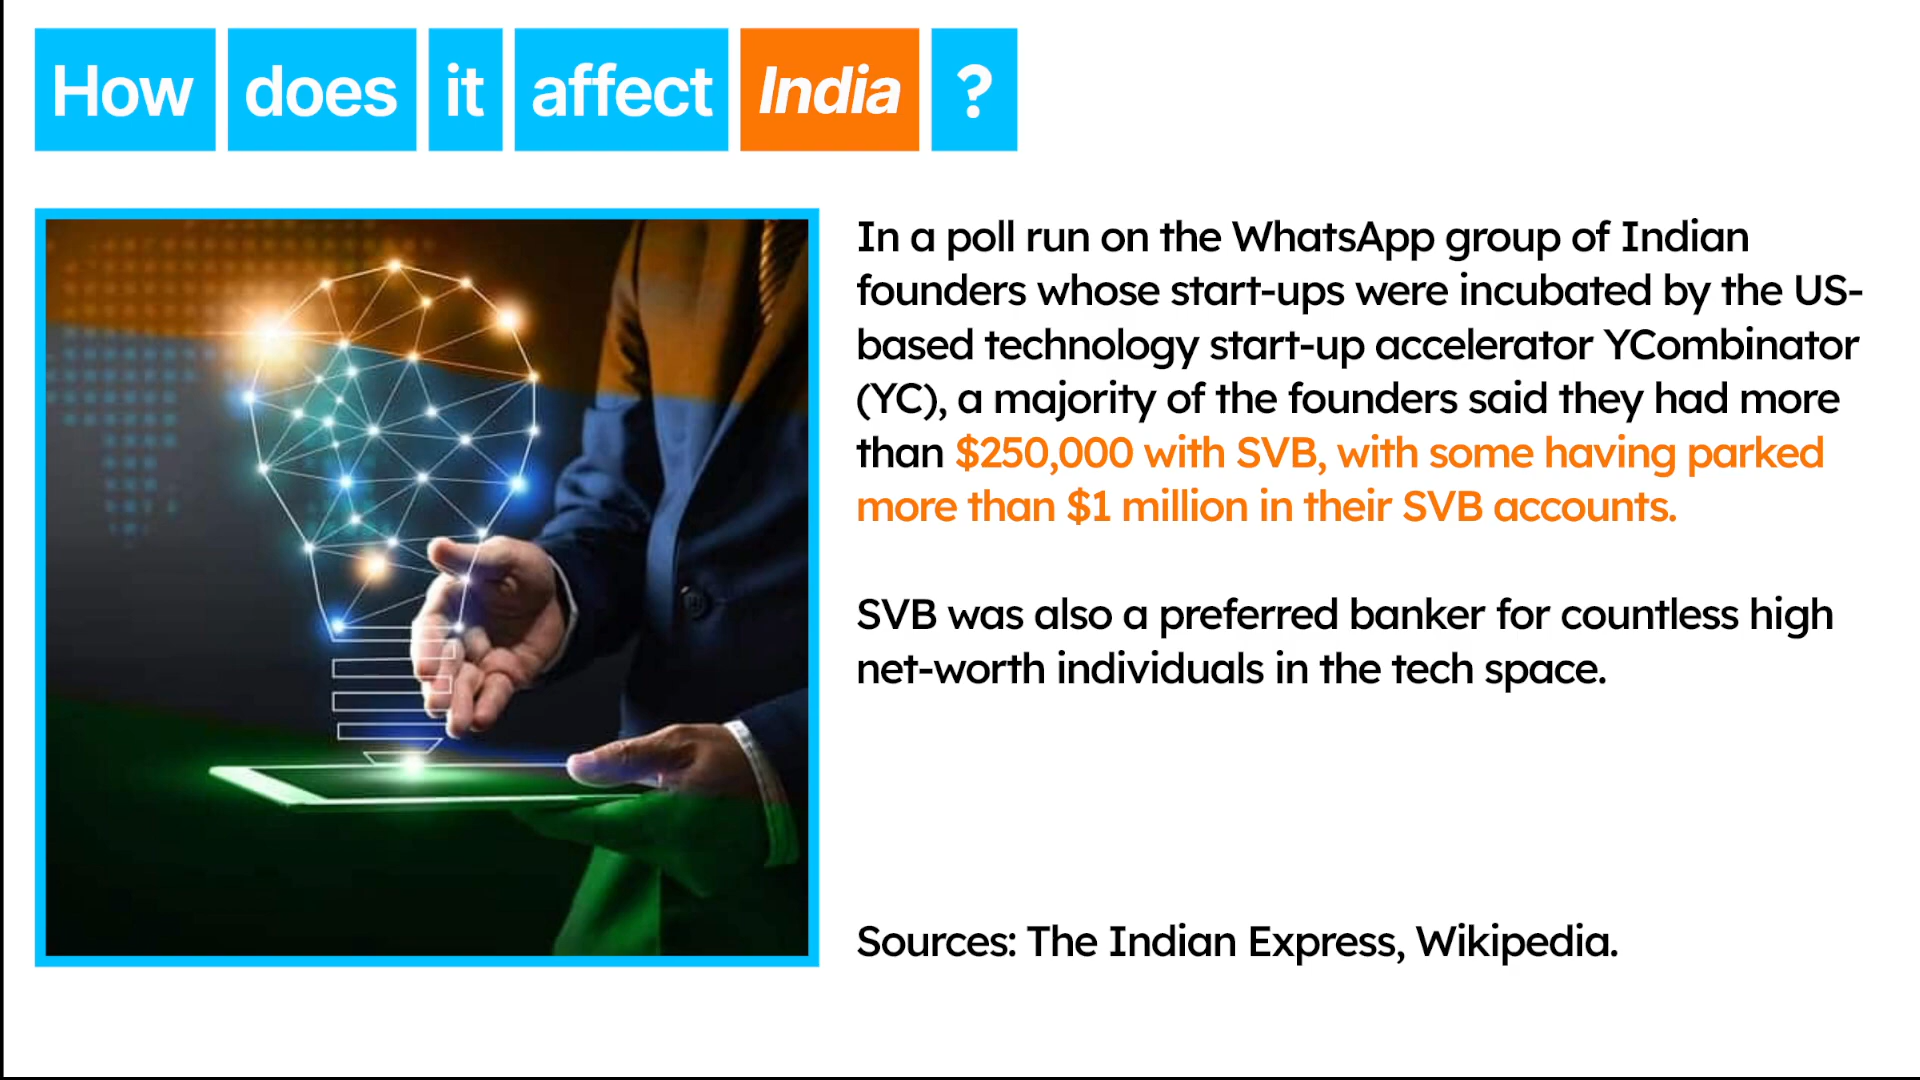 How does it affect India ?
In a poll run on the WhatsApp group of Indian
founders whose start-ups were incubated by the US-
based technology start-up accelerator YCombinator
(YC), a majority of the founders said they had more
than $250,000 with SVB, with some having parked
more than $1 million in their SVB accounts.
SVB was also a preferred banker for countless high
net-worth individuals in the tech space.
Sources: The Indian Express, Wikipedia.